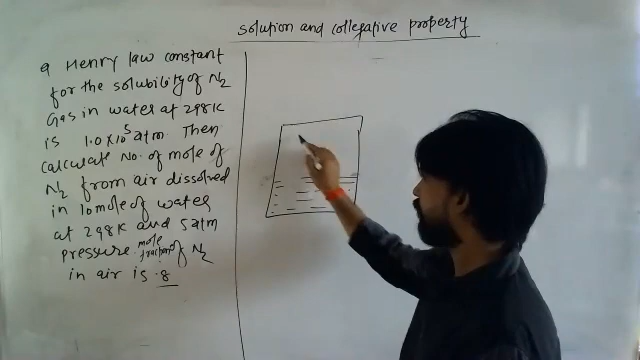 solution and collegative property
Q Henry law constant
for the solubility of N2
Gas in water at 298K
is 1.0×10^5 atm. Then
calculate No. of mole of
N2 from air dissolved
in 10 mole of water
at 298K and 5atm
pressure. mole fraction of N2
in air is .8